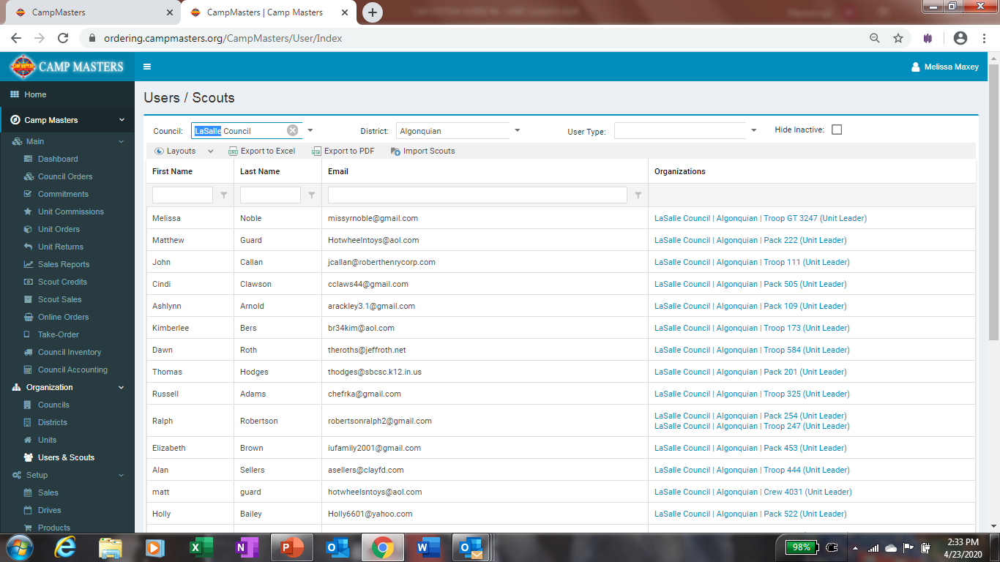 CampMasters
CampMasters | Camp Masters
ordering.campmasters.org/CampMasters/User/Index
CAMP MASTERS
Melissa Maxey
Home
Camp Masters
Main
Dashboard
Council Orders
Commitments
Unit Commissions
Unit Orders
Unit Returns
Sales Reports
Scout Credits
Scout Sales
Online Orders
Take-Order
Council Inventory
Council Accounting
Organization
Councils
Districts
Units
Users & Scouts
Setup
Sales
Drives
Products
Users / Scouts
Council: LaSalle Council District: Algonquian User Type: Hide Inactive:
Layouts Export to Excel Export to PDF Import Scouts
First Name Last Name Email Organizations
Melissa Noble missyrnoble@gmail.com LaSalle Council | Algonquian | Troop GT 3247 (Unit Leader)
Matthew Guard Hotwheelntoys@aol.com LaSalle Council | Algonquian | Pack 222 (Unit Leader)
John Callan jcallan@roberthenrycorp.com LaSalle Council | Algonquian | Troop 111 (Unit Leader)
Cindi Clawson cclaws44@gmail.com LaSalle Council | Algonquian | Pack 505 (Unit Leader)
Ashlynn Arnold arackley3.1@gmail.com LaSalle Council | Algonquian | Pack 109 (Unit Leader)
Kimberlee Bers br34kim@aol.com LaSalle Council | Algonquian | Troop 173 (Unit Leader)
Dawn Roth theroths@jeffroth.net LaSalle Council | Algonquian | Troop 584 (Unit Leader)
Thomas Hodges thodges@sbcsc.k12.in.us LaSalle Council | Algonquian | Pack 201 (Unit Leader)
Russell Adams chefrka@gmail.com LaSalle Council | Algonquian | Troop 325 (Unit Leader)
Ralph Robertson robertsonralph2@gmail.com LaSalle Council | Algonquian | Pack 254 (Unit Leader)
LaSalle Council | Algonquian | Troop 247 (Unit Leader)
Elizabeth Brown iufamily2001@gmail.com LaSalle Council | Algonquian | Pack 453 (Unit Leader)
Alan Sellers asellers@clayfd.com LaSalle Council | Algonquian | Troop 444 (Unit Leader)
matt guard hotwheelsntoys@aol.com LaSalle Council | Algonquian | Crew 4031 (Unit Leader)
Holly Bailey Holly6601@yahoo.com LaSalle Council | Algonquian | Pack 522 (Unit Leader)
98%
2:33 PM
4/23/2020